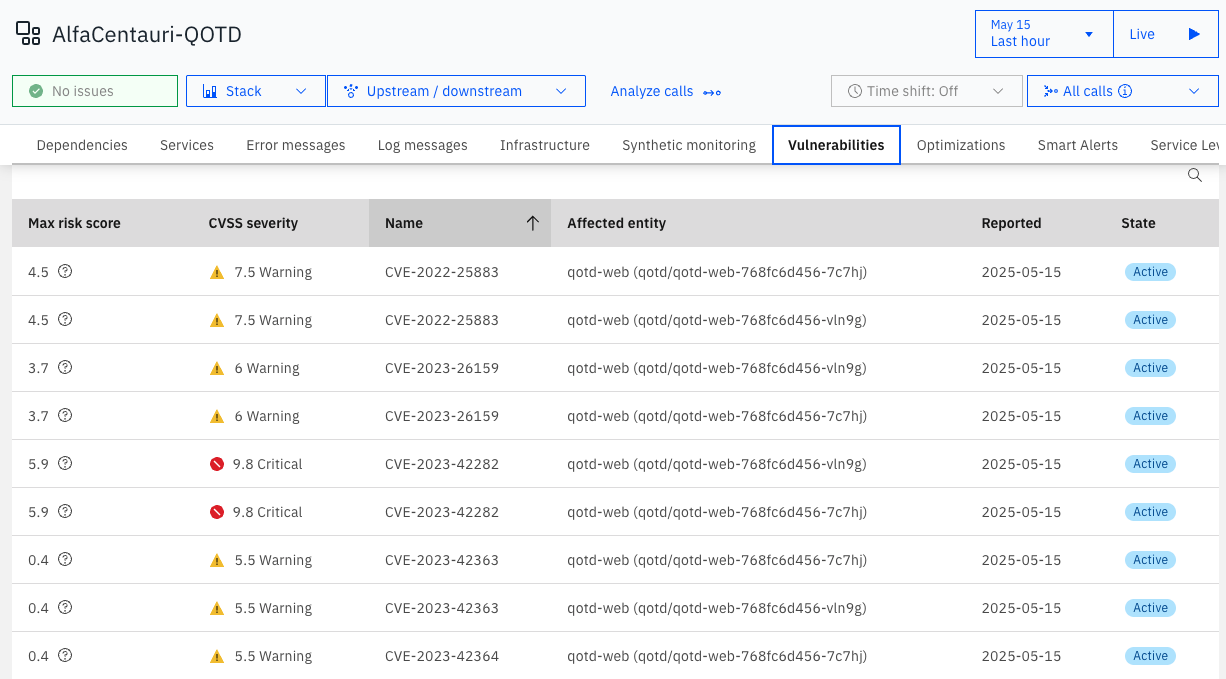 AlfaCentauri-QOTD
May 15
Last hour
Live
No issues
Stack
Upstream / downstream
Analyze calls
Time shift: Off
All calls
Dependencies Services Error messages Log messages Infrastructure Synthetic monitoring Vulnerabilities Optimizations Smart Alerts Service Lev
Max risk score CVSS severity Name Affected entity Reported State
4.5 7.5 Warning CVE-2022-25883 qotd-web (qotd/qotd-web-768fc6d456-7c7hj) 2025-05-15 Active
4.5 7.5 Warning CVE-2022-25883 qotd-web (qotd/qotd-web-768fc6d456-vln9g) 2025-05-15 Active
3.7 6 Warning CVE-2023-26159 qotd-web (qotd/qotd-web-768fc6d456-vln9g) 2025-05-15 Active
3.7 6 Warning CVE-2023-26159 qotd-web (qotd/qotd-web-768fc6d456-7c7hj) 2025-05-15 Active
5.9 9.8 Critical CVE-2023-42282 qotd-web (qotd/qotd-web-768fc6d456-vln9g) 2025-05-15 Active
5.9 9.8 Critical CVE-2023-42282 qotd-web (qotd/qotd-web-768fc6d456-7c7hj) 2025-05-15 Active
0.4 5.5 Warning CVE-2023-42363 qotd-web (qotd/qotd-web-768fc6d456-7c7hj) 2025-05-15 Active
0.4 5.5 Warning CVE-2023-42363 qotd-web (qotd/qotd-web-768fc6d456-vln9g) 2025-05-15 Active
0.4 5.5 Warning CVE-2023-42364 qotd-web (qotd/qotd-web-768fc6d456-7c7hj) 2025-05-15 Active